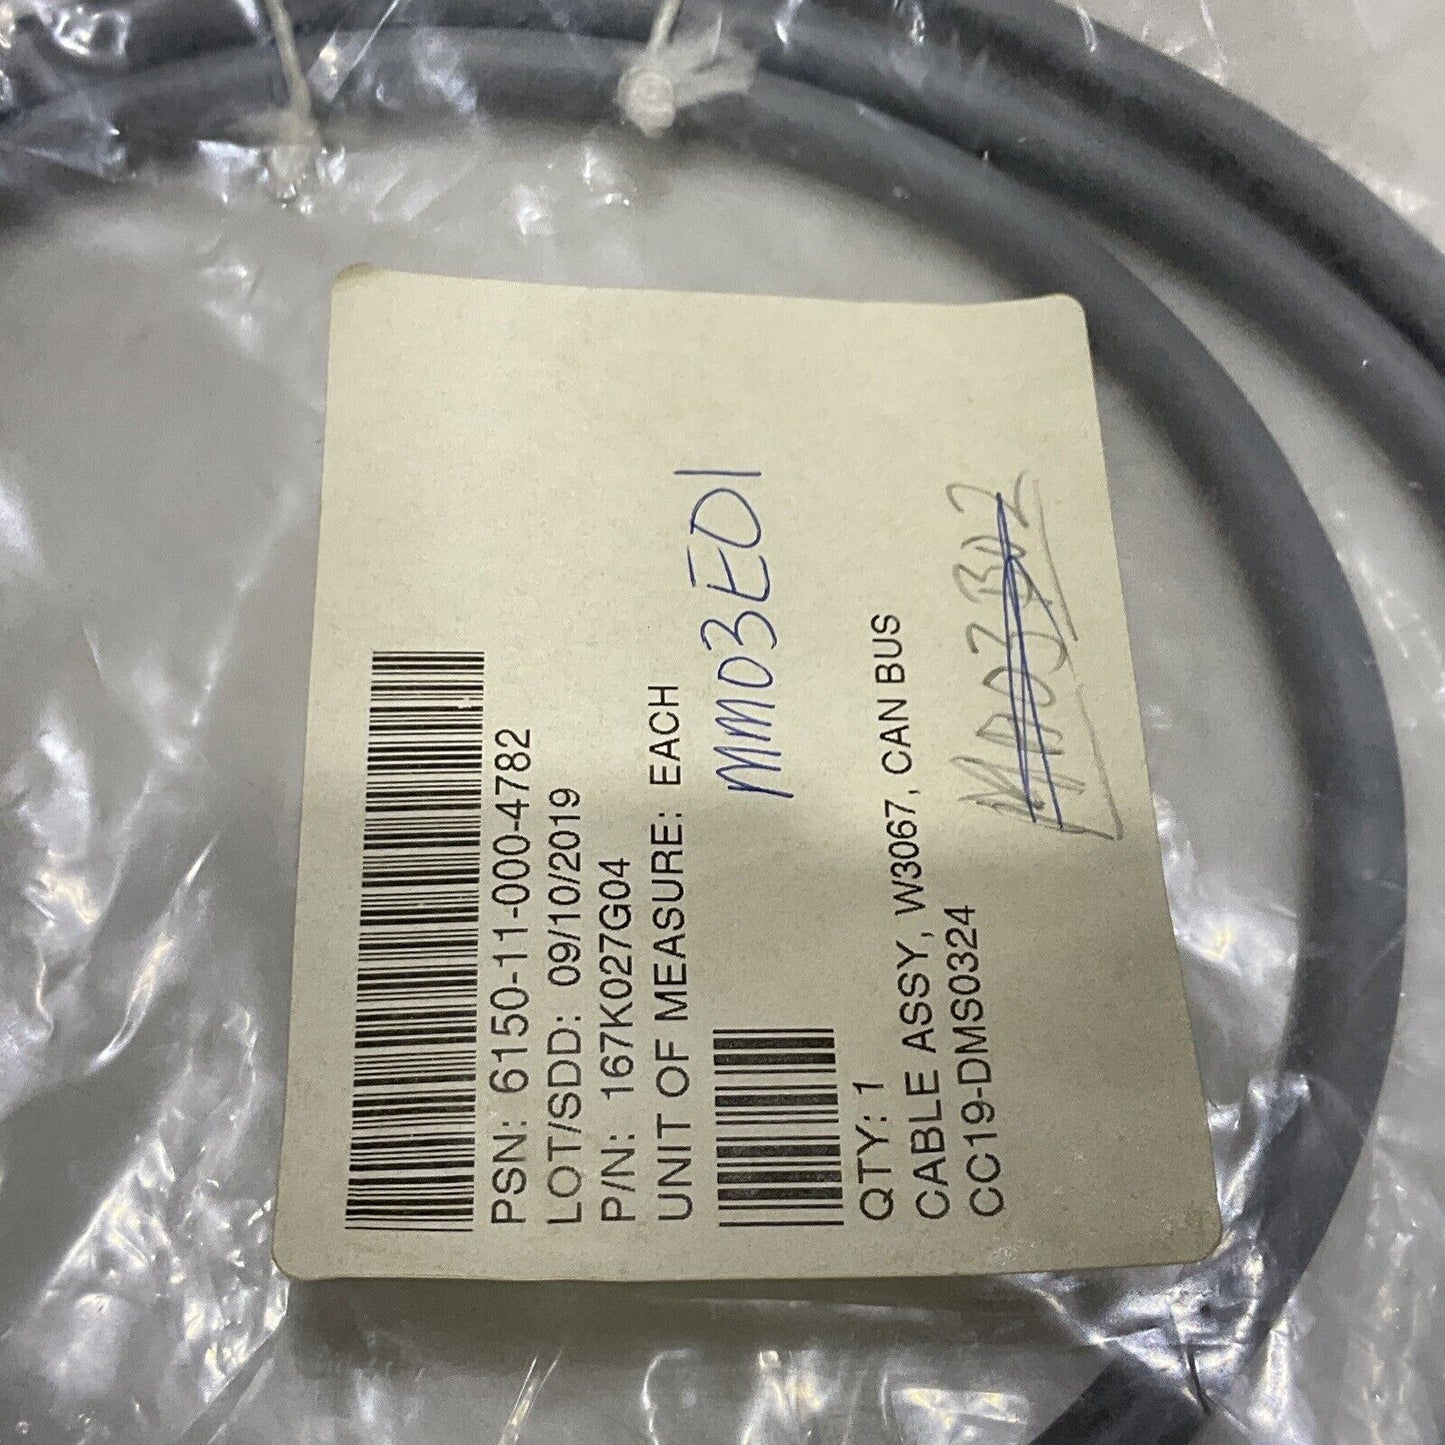 PSN: 6150-11-000-4782
LOT/SDD: 09/10/2019
P/N: 167K027G04
UNIT OF MEASURE: EACH
MM03E01
QTY: 1
CABLE ASSY, W3067, CAN BUS
CC19-DMS0324